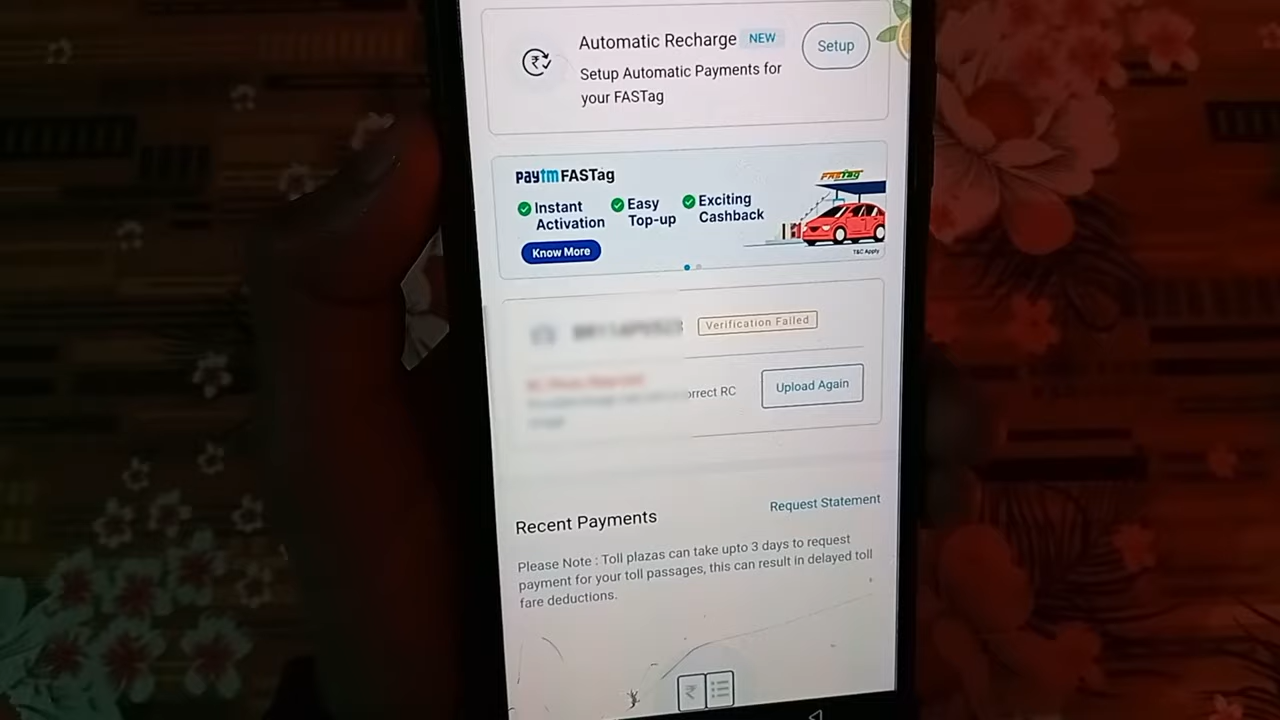 Automatic Recharge NEW
Setup
Setup Automatic Payments for
your FASTag
paytm FASTag
Instant
Activation
Easy
Top-up
Exciting
Cashback
FASTag
Know More
T&C Apply
Verification Failed
orrect RC
Upload Again
Recent Payments
Request Statement
Please Note : Toll plazas can take upto 3 days to request
payment for your toll passages, this can result in delayed toll
fare deductions.